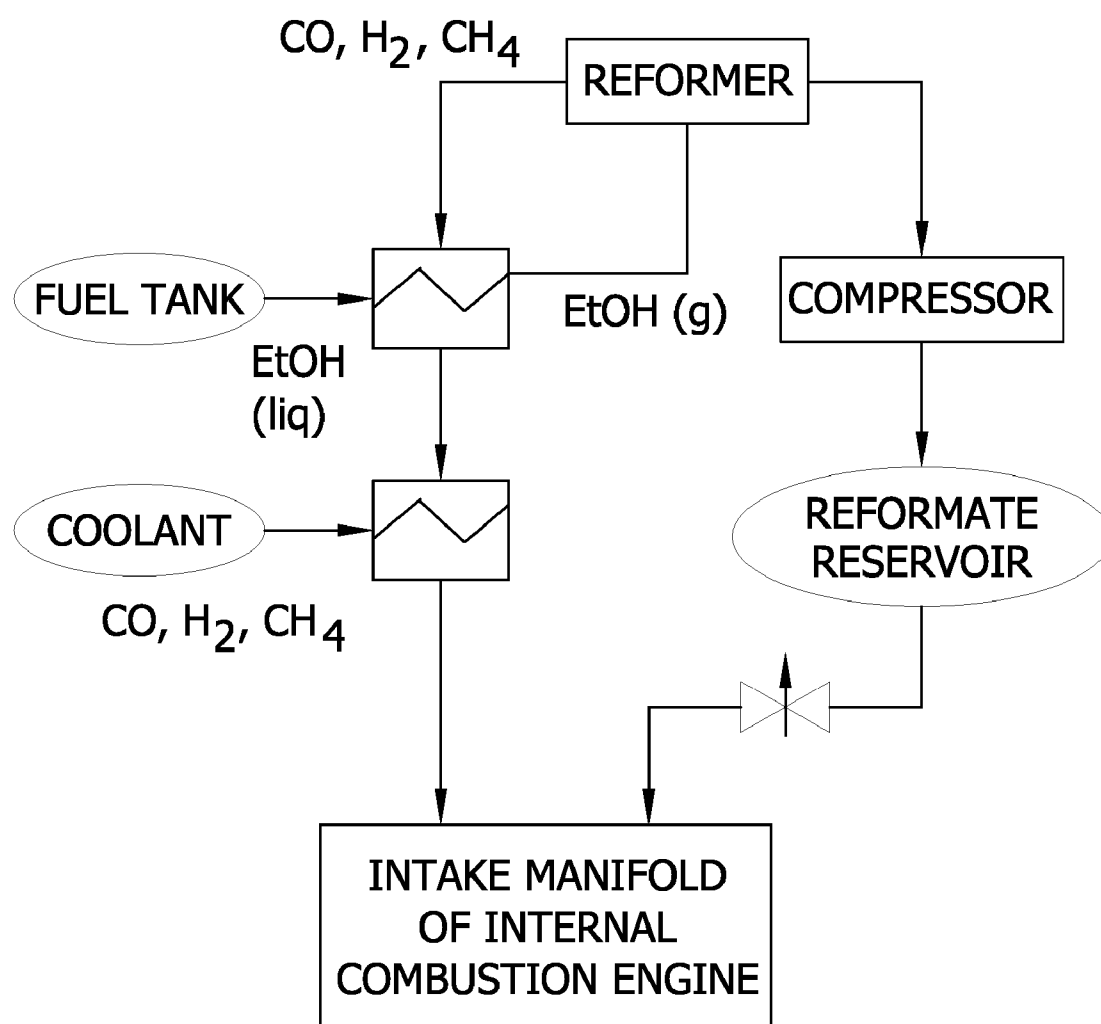 CO, H2, CH4
REFORMER
FUEL TANK
EtOH (g)
COMPRESSOR
EtOH
(liq)
COOLANT
REFORMATE
RESERVOIR
CO, H2, CH4
INTAKE MANIFOLD
OF INTERNAL
COMBUSTION ENGINE